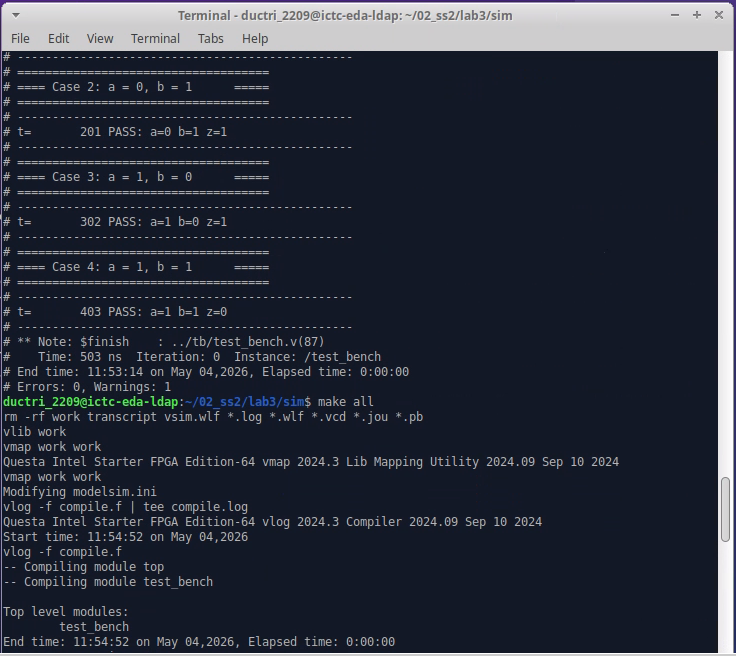 Terminal - ductri_2209@ictc-eda-ldap: ~/02_ss2/lab3/sim
File Edit View Terminal Tabs Help
# ------------------------------------------------
# ====================================
# ==== Case 2: a = 0, b = 1      =====
# ====================================
# ------------------------------------------------
# t=       201 PASS: a=0 b=1 z=1
# ------------------------------------------------
# ====================================
# ==== Case 3: a = 1, b = 0      =====
# ====================================
# ------------------------------------------------
# t=       302 PASS: a=1 b=0 z=1
# ------------------------------------------------
# ====================================
# ==== Case 4: a = 1, b = 1      =====
# ====================================
# ------------------------------------------------
# t=       403 PASS: a=1 b=1 z=0
# ------------------------------------------------
# ** Note: $finish    : ../tb/test_bench.v(87)
#    Time: 503 ns  Iteration: 0  Instance: /test_bench
# End time: 11:53:14 on May 04,2026, Elapsed time: 0:00:00
# Errors: 0, Warnings: 1
ductri_2209@ictc-eda-ldap:~/02_ss2/lab3/sim$ make all
rm -rf work transcript vsim.wlf *.log *.wlf *.vcd *.jou *.pb
vlib work
vmap work work
Questa Intel Starter FPGA Edition-64 vmap 2024.3 Lib Mapping Utility 2024.09 Sep 10 2024
vmap work work
Modifying modelsim.ini
vlog -f compile.f | tee compile.log
Questa Intel Starter FPGA Edition-64 vlog 2024.3 Compiler 2024.09 Sep 10 2024
Start time: 11:54:52 on May 04,2026
vlog -f compile.f
-- Compiling module top
-- Compiling module test_bench
Top level modules:
        test_bench
End time: 11:54:52 on May 04,2026, Elapsed time: 0:00:00